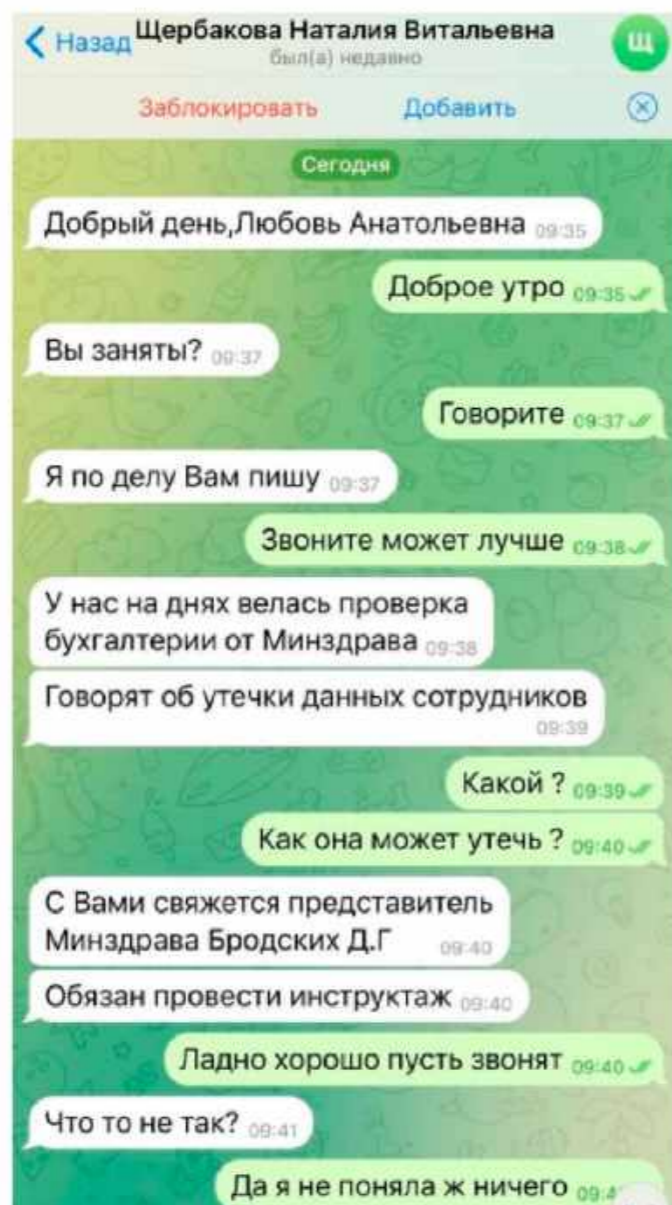 Назад
Щербакова Наталия Витальевна
был(а) недавно
Щ
Заблокировать
Добавить
Сегодня
Добрый день,Любовь Анатольевна 09:35
Доброе утро 09:35
Вы заняты? 09:37
Говорите 09:37
Я по делу Вам пишу 09:37
Звоните может лучше 09:38
У нас на днях велась проверка
бухгалтерии от Минздрава 09:38
Говорят об утечки данных сотрудников
09:39
Какой ? 09:39
Как она может утечь ? 09:40
С Вами свяжется представитель
Минздрава Бродских Д.Г 09:40
Обязан провести инструктаж 09:40
Ладно хорошо пусть звонят 09:40
Что то не так? 09:41
Да я не поняла ж ничего